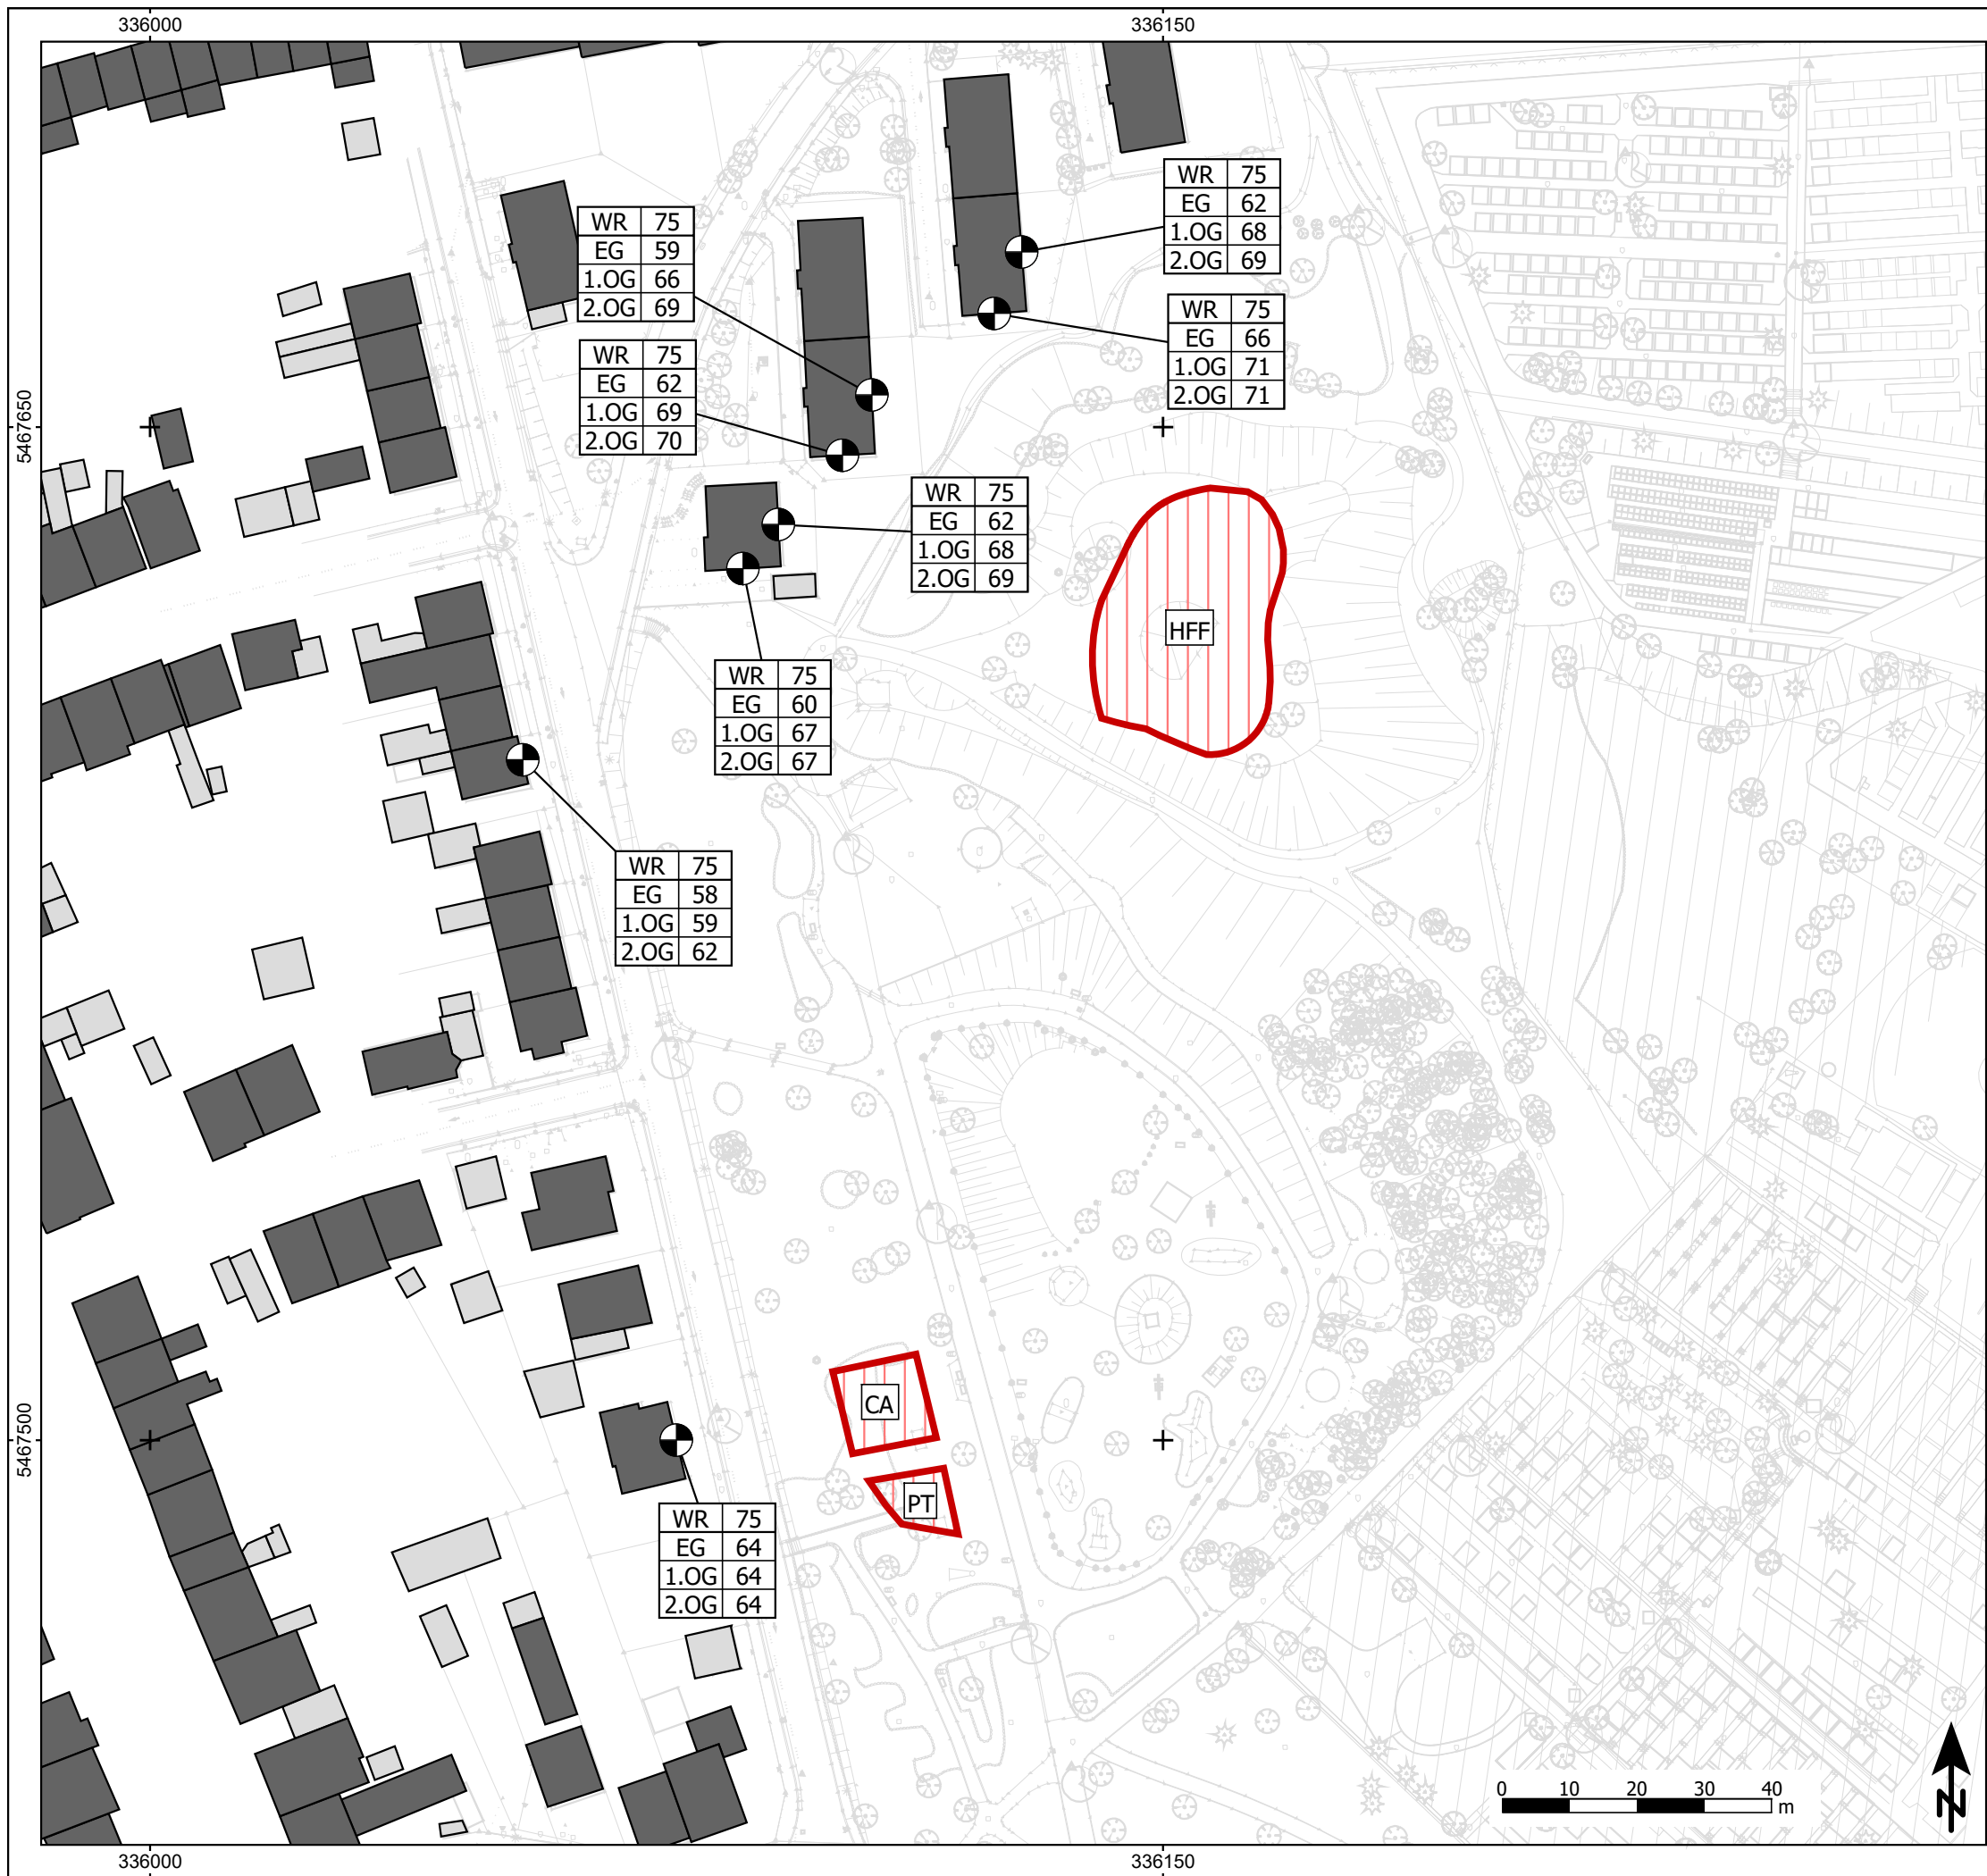 336000 336150
WR 75
EG 62
1.OG 68
2.OG 69
WR 75
EG 59
1.OG 66
2.OG 69
WR 75
EG 66
1.OG 71
2.OG 71
WR 75
EG 62
1.OG 69
2.OG 70
5467650
WR 75
EG 62
1.OG 68
2.OG 69
HFF
WR 75
EG 60
1.OG 67
2.OG 67
WR 75
EG 58
1.OG 59
2.OG 62
CA
5467500
PT
WR 75
EG 64
1.OG 64
2.OG 64
0 10 20 30 40
m
N
336000 336150